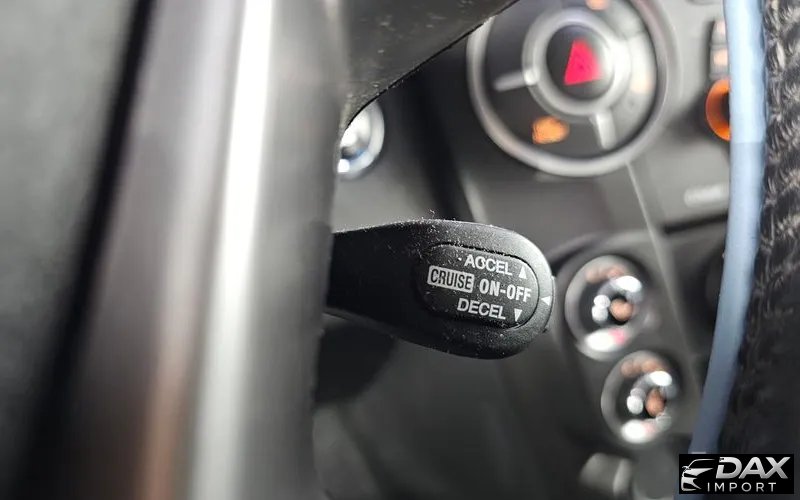 ACCEL ▲
CRUISE ON-OFF ◀
DECEL ▼
DAX
IMPORT